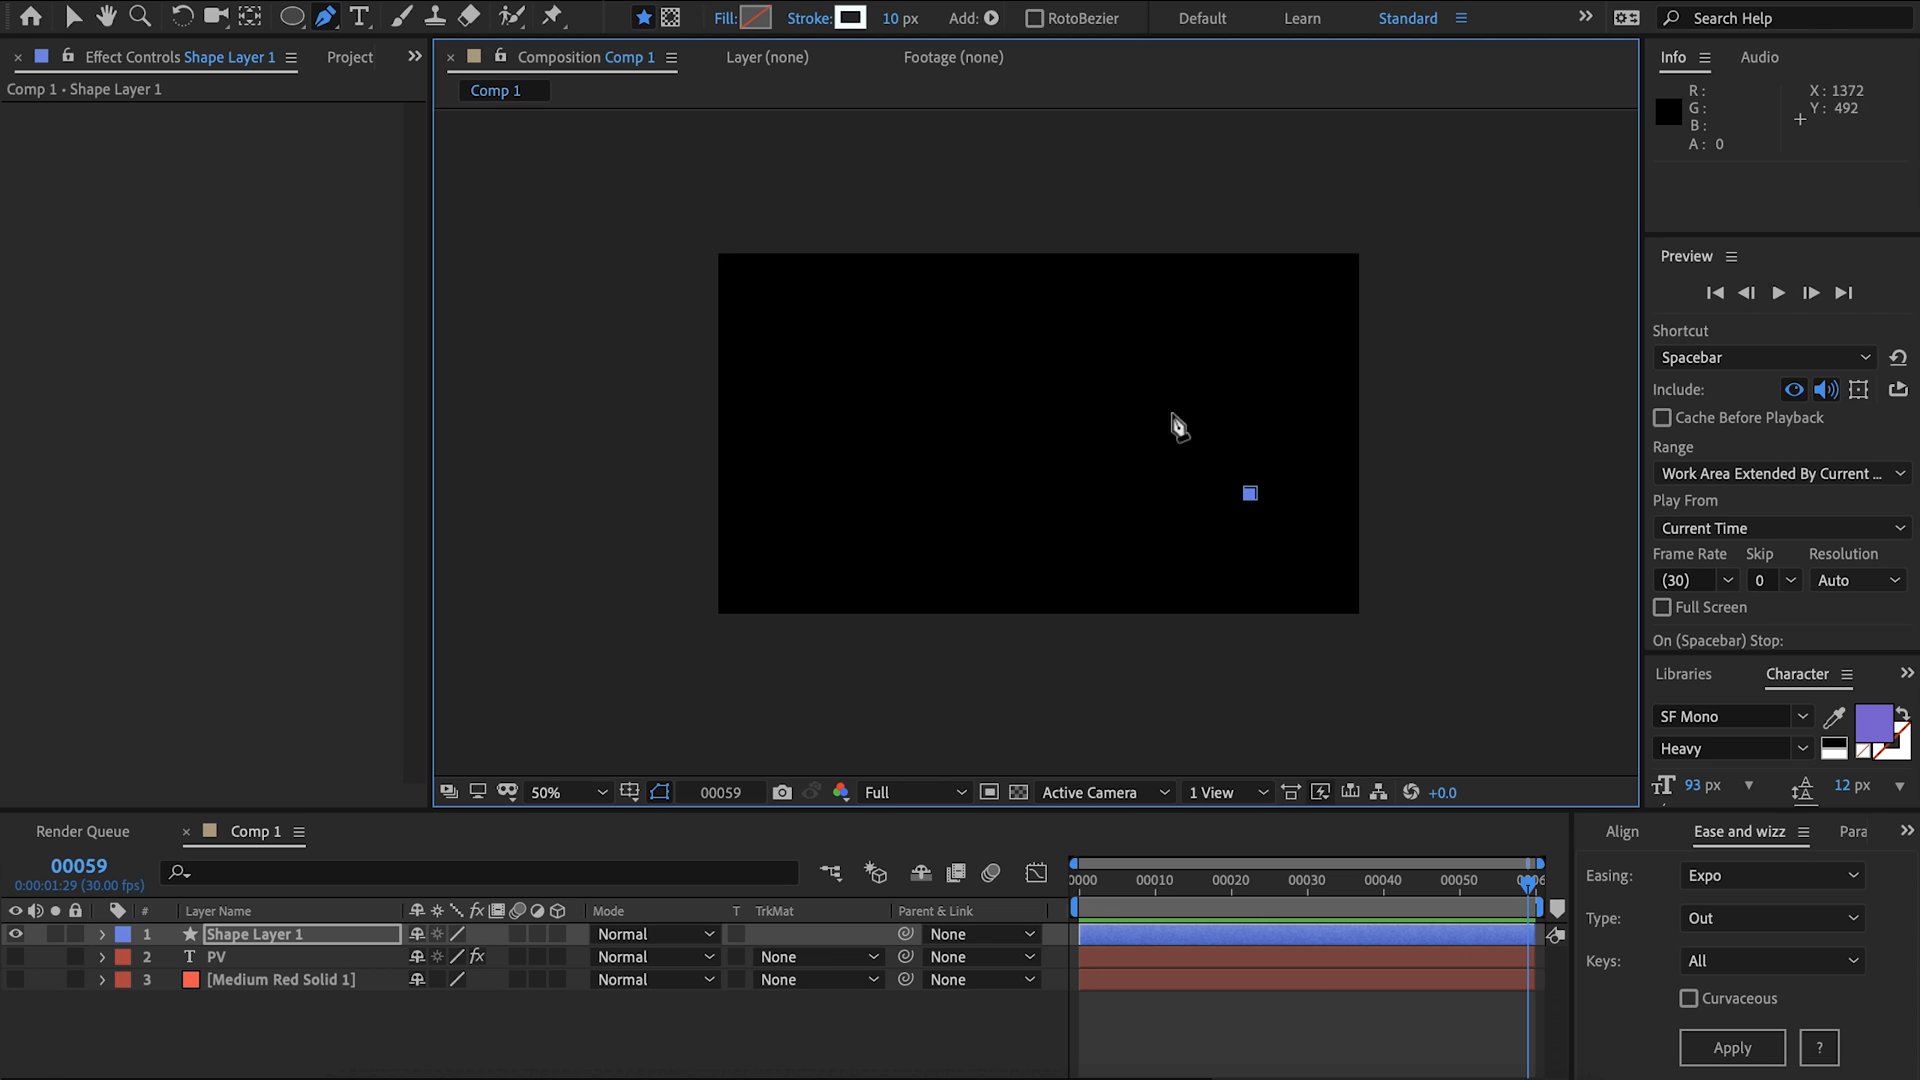 Fill: Stroke: 10 px Add: RotoBezier Default Learn Standard Search Help
Effect Controls Shape Layer 1 Project
Comp 1 • Shape Layer 1
Composition Comp 1 Layer (none) Footage (none)
Comp 1
50% 00059 Full Active Camera 1 View +0.0
Info Audio
R: X: 1372
G: Y: 492
B:
A: 0
Preview
Shortcut
Spacebar
Include:
Cache Before Playback
Range
Work Area Extended By Current ...
Play From
Current Time
Frame Rate Skip Resolution
(30) 0 Auto
Full Screen
On (Spacebar) Stop:
Libraries Character
SF Mono
Heavy
93 px 12 px
Render Queue Comp 1
00059
0:00:01:29 (30.00 fps)
# Layer Name Mode T TrkMat Parent & Link
0000 00010 00020 00030 00040 00050
1 Shape Layer 1 Normal None
2 T PV fx Normal None None
3 [Medium Red Solid 1] Normal None None
Align Ease and wizz Para
Easing: Expo
Type: Out
Keys: All
Curvaceous
Apply ?